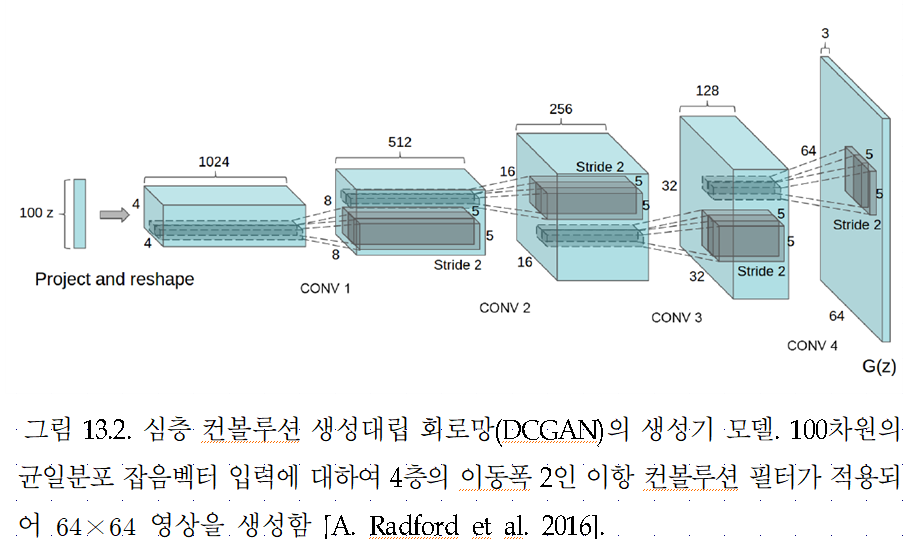 3
128
256
512
64
5
1024
16
Stride 2
5
32
5
4
8
5
5
5
100 z
5
5
Stride 2
4
5
8
Stride 2
16
32
Stride 2
Project and reshape
CONV 1
64
CONV 2
CONV 3
CONV 4
G(z)
그림 13.2. 심층 컨볼루션 생성대립 회로망(DCGAN)의 생성기 모델. 100차원의
균일분포 잡음벡터 입력에 대하여 4층의 이동폭 2인 이항 컨볼루션 필터가 적용되
어 64×64 영상을 생성함 [A. Radford et al. 2016].